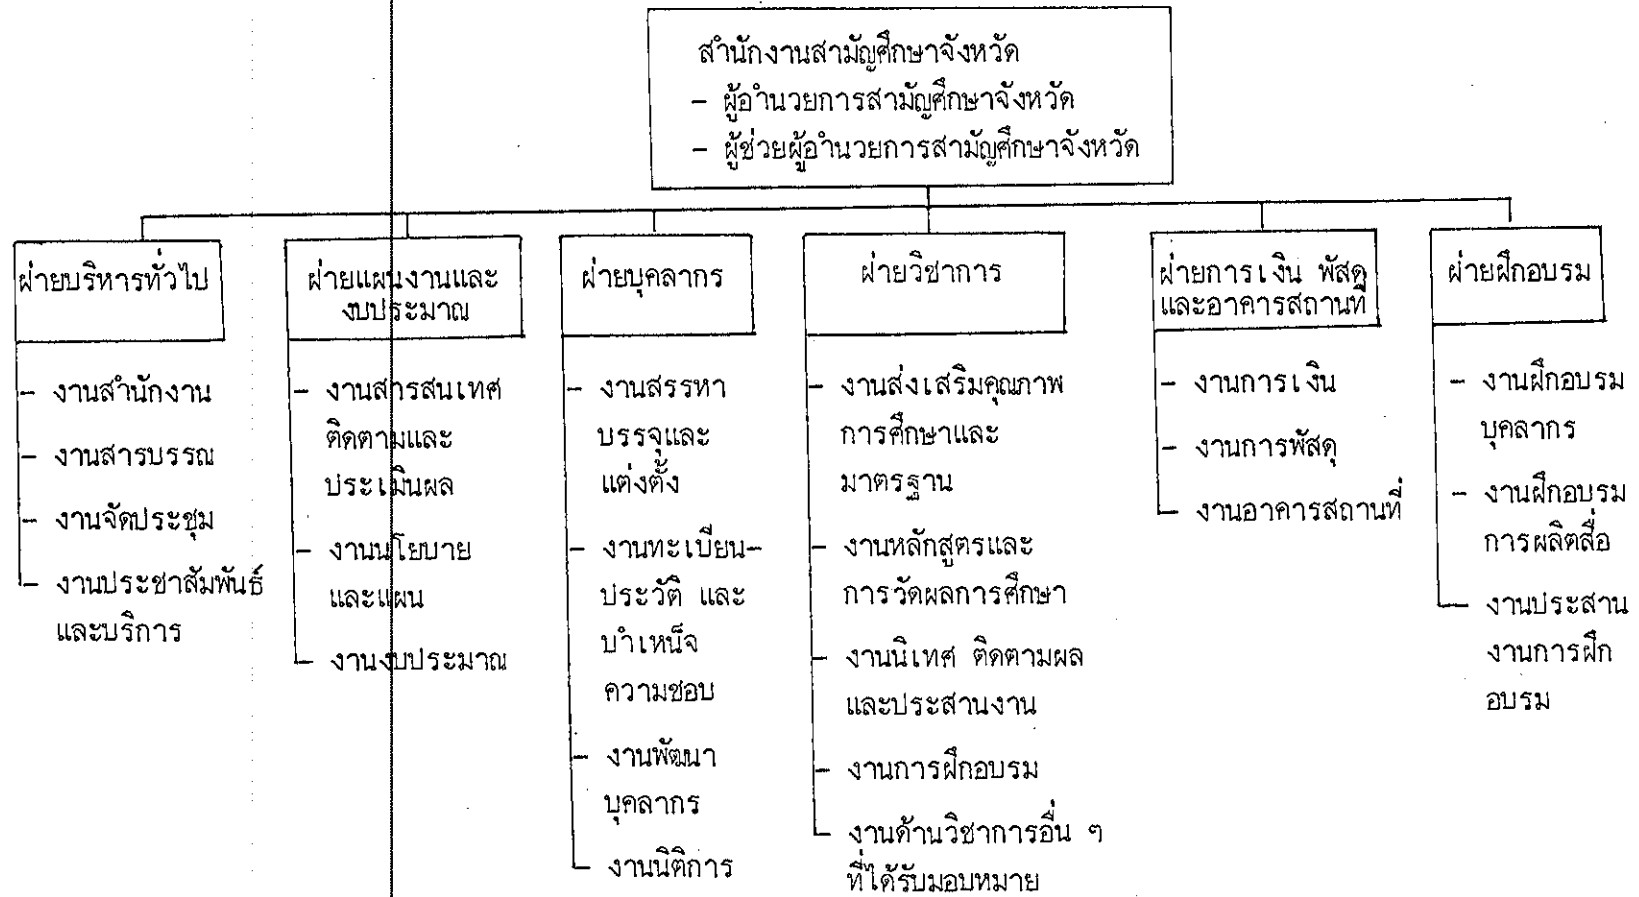 สำนักงานสามัญศึกษาจังหวัด
- ผู้อำนวยการสามัญศึกษาจังหวัด
- ผู้ช่วยผู้อำนวยการสามัญศึกษาจังหวัด
ฝ่ายบริหารทั่วไป
- งานสำนักงาน
- งานสารบรรณ
- งานจัดประชุม
- งานประชาสัมพันธ์
และบริการ
ฝ่ายแผนงานและ
งบประมาณ
- งานสารสนเทศ
ติดตามและ
ประเมินผล
- งานนโยบาย
และแผน
- งานงบประมาณ
ฝ่ายบุคลากร
- งานสรรหา
บรรจุและ
แต่งตั้ง
- งานทะเบียน-
ประวัติ และ
บำเหน็จ
ความชอบ
- งานพัฒนา
บุคลากร
- งานนิติการ
ฝ่ายวิชาการ
- งานส่งเสริมคุณภาพ
การศึกษาและ
มาตรฐาน
- งานหลักสูตรและ
การวัดผลการศึกษา
- งานนิเทศ ติดตามผล
และประสานงาน
- งานการฝึกอบรม
- งานด้านวิชาการอื่น ๆ
ที่ได้รับมอบหมาย
ฝ่ายการเงิน พัสดุ
และอาคารสถานที่
- งานการเงิน
- งานการพัสดุ
- งานอาคารสถานที่
ฝ่ายฝึกอบรม
- งานฝึกอบรม
บุคลากร
- งานฝึกอบรม
การผลิตสื่อ
- งานประสาน
งานการฝึก
อบรม